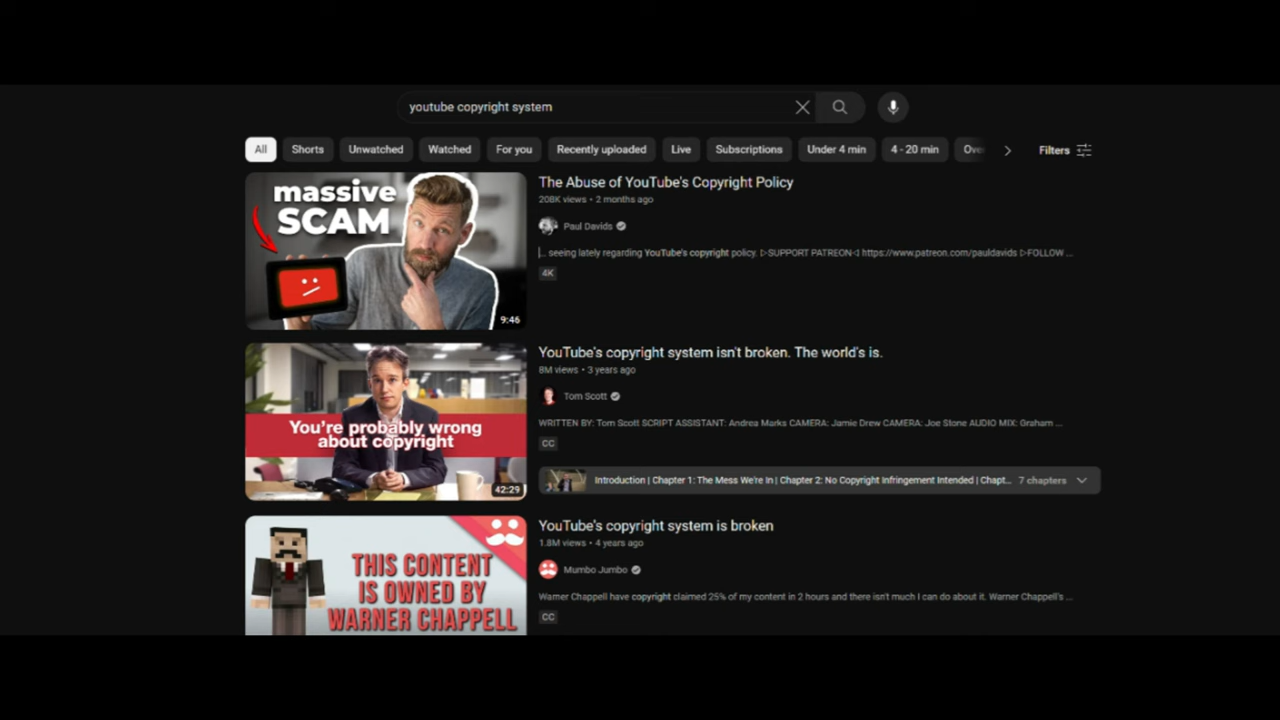 youtube copyright system
All Shorts Unwatched Watched For you Recently uploaded Live Subscriptions Under 4 min 4 - 20 min Ove Filters
massive
SCAM
9:46
The Abuse of YouTube's Copyright Policy
208K views • 2 months ago
Paul Davids
... seeing lately regarding YouTube's copyright policy. ▷SUPPORT PATREON◁ https://www.patreon.com/pauldavids ▷FOLLOW ...
4K
You're probably wrong
about copyright
42:29
YouTube's copyright system isn't broken. The world's is.
8M views • 3 years ago
Tom Scott
WRITTEN BY: Tom Scott SCRIPT ASSISTANT: Andrea Marks CAMERA: Jamie Drew CAMERA: Joe Stone AUDIO MIX: Graham ...
CC
Introduction | Chapter 1: The Mess We're In | Chapter 2: No Copyright Infringement Intended | Chapt... 7 chapters
THIS CONTENT
IS OWNED BY
WARNER CHAPPELL
YouTube's copyright system is broken
1.8M views • 4 years ago
Mumbo Jumbo
Warner Chappell have copyright claimed 25% of my content in 2 hours and there isn't much I can do about it. Warner Chappell's ...
CC